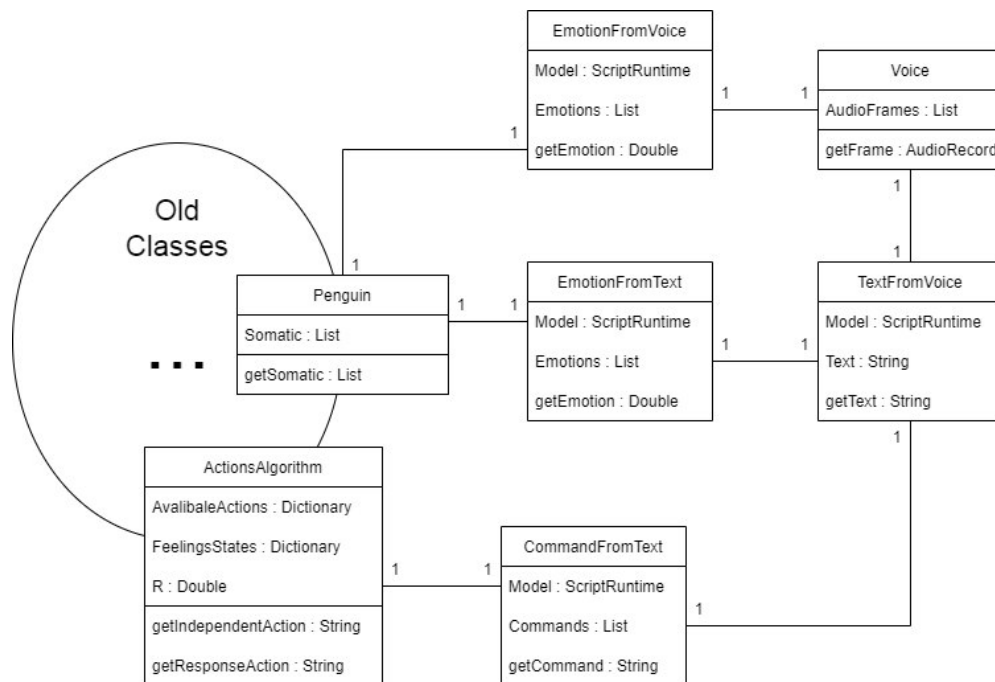 EmotionFromVoice
Model : ScriptRuntime
Emotions : List
getEmotion : Double
1
1
1
1
Voice
AudioFrames : List
getFrame : AudioRecord
1
1
Old
Classes
...
Penguin
Somatic : List
getSomatic : List
1
1
EmotionFromText
Model : ScriptRuntime
Emotions : List
getEmotion : Double
1
1
TextFromVoice
Model : ScriptRuntime
Text : String
getText : String
1
1
ActionsAlgorithm
AvalibaleActions : Dictionary
FeelingsStates : Dictionary
R : Double
getIndependentAction : String
getResponseAction : String
1
1
CommandFromText
Model : ScriptRuntime
Commands : List
getCommand : String